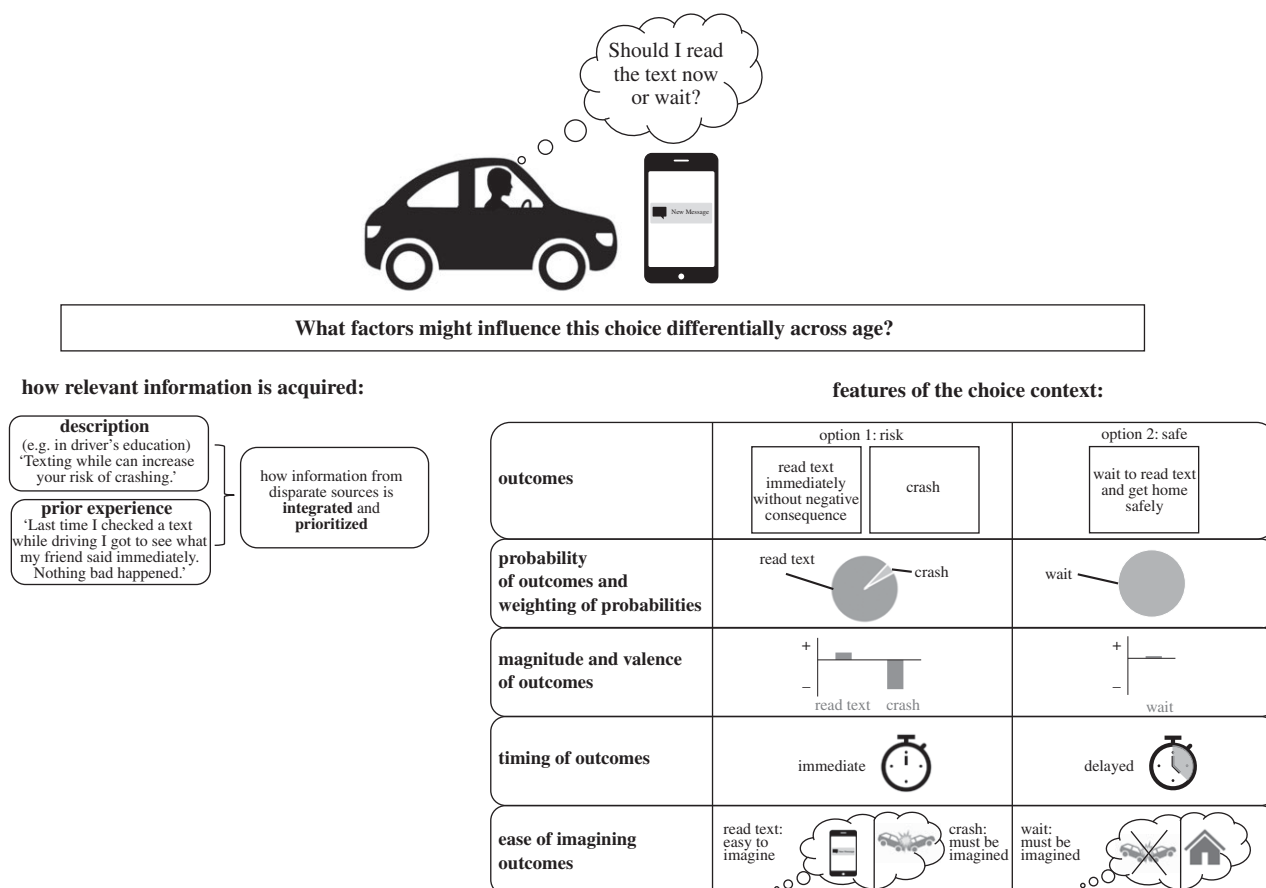 Should I read
the text now
or wait?
New Message
What factors might influence this choice differentially across age?
how relevant information is acquired:
description
(e.g. in driver's education)
'Texting while can increase
your risk of crashing.'
prior experience
'Last time I checked a text
while driving I got to see what
my friend said immediately.
Nothing bad happened.'
how information from
disparate sources is
integrated and
prioritized
features of the choice context:
option 1: risk
option 2: safe
outcomes
read text
immediately
without negative
consequence
crash
wait to read text
and get home
safely
probability
of outcomes and
weighting of probabilities
read text
crash
wait
magnitude and valence
of outcomes
+
–
read text
crash
+
–
wait
timing of outcomes
immediate
delayed
ease of imagining
outcomes
read text:
easy to
imagine
New Message
crash:
must be
imagined
wait:
must be
imagined